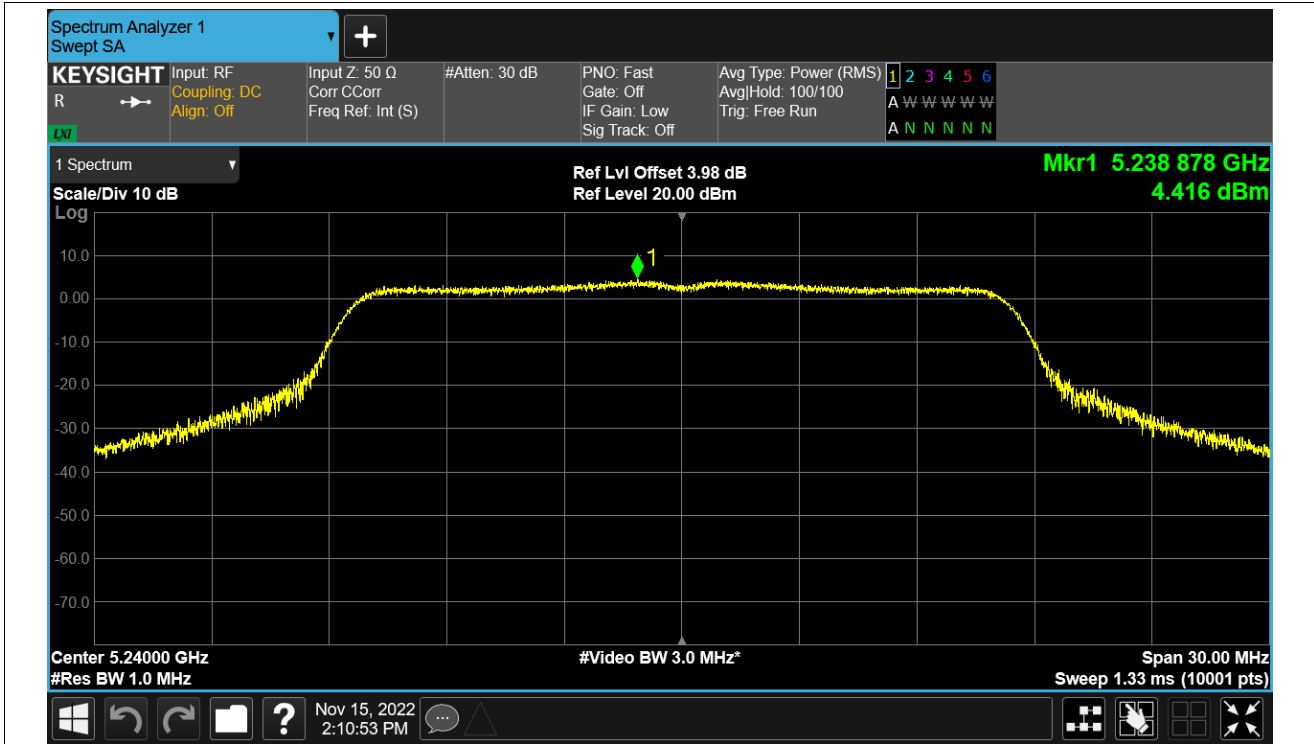 Spectrum Analyzer 1
Swept SA
KEYSIGHT
R
LXI
Input: RF
Coupling: DC
Align: Off
Input Z: 50 Ω
Corr CCorr
Freq Ref: Int (S)
#Atten: 30 dB
PNO: Fast
Gate: Off
IF Gain: Low
Sig Track: Off
Avg Type: Power (RMS)
Avg|Hold: 100/100
Trig: Free Run
1 2 3 4 5 6
A W W W W W
A N N N N N
1 Spectrum
Scale/Div 10 dB
Ref Lvl Offset 3.98 dB
Ref Level 20.00 dBm
Mkr1 5.238 878 GHz
4.416 dBm
Log
10.0
0.00
-10.0
-20.0
-30.0
-40.0
-50.0
-60.0
-70.0
1
Center 5.24000 GHz
#Res BW 1.0 MHz
#Video BW 3.0 MHz*
Span 30.00 MHz
Sweep 1.33 ms (10001 pts)
?
Nov 15, 2022
2:10:53 PM